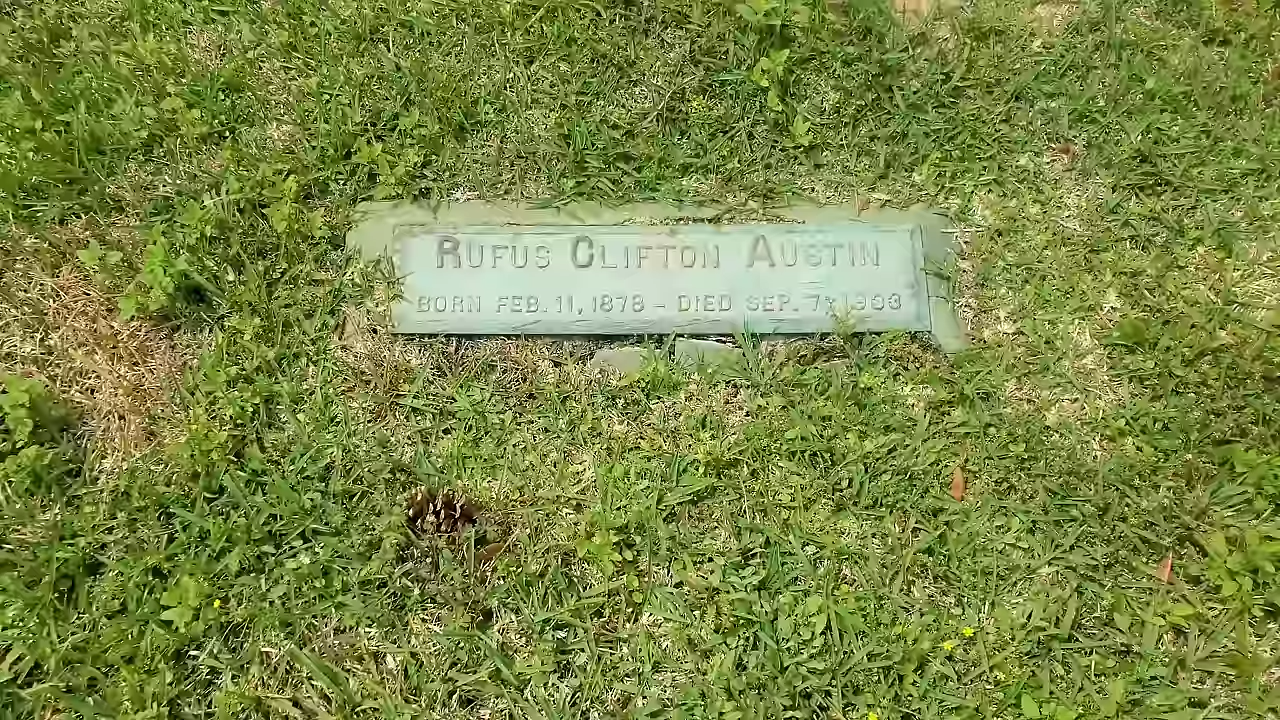 RUFUS CLIFTON AUSTIN
BORN FEB. 11, 1878 – DIED SEP. 7,